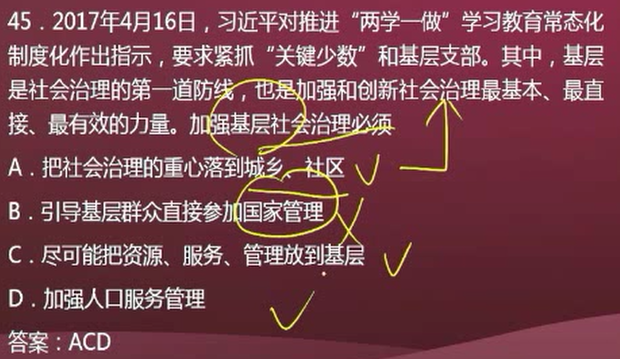 45．2017年4月16日，习近平对推进“两学一做”学习教育常态化
制度化作出指示，要求紧抓“关键少数”和基层支部。其中，基层
是社会治理的第一道防线，也是加强和创新社会治理最基本、最直
接、最有效的力量。加强基层社会治理必须
A．把社会治理的重心落到城乡、社区
B．引导基层群众直接参加国家管理
C．尽可能把资源、服务、管理放到基层
D．加强人口服务管理
答案：ACD